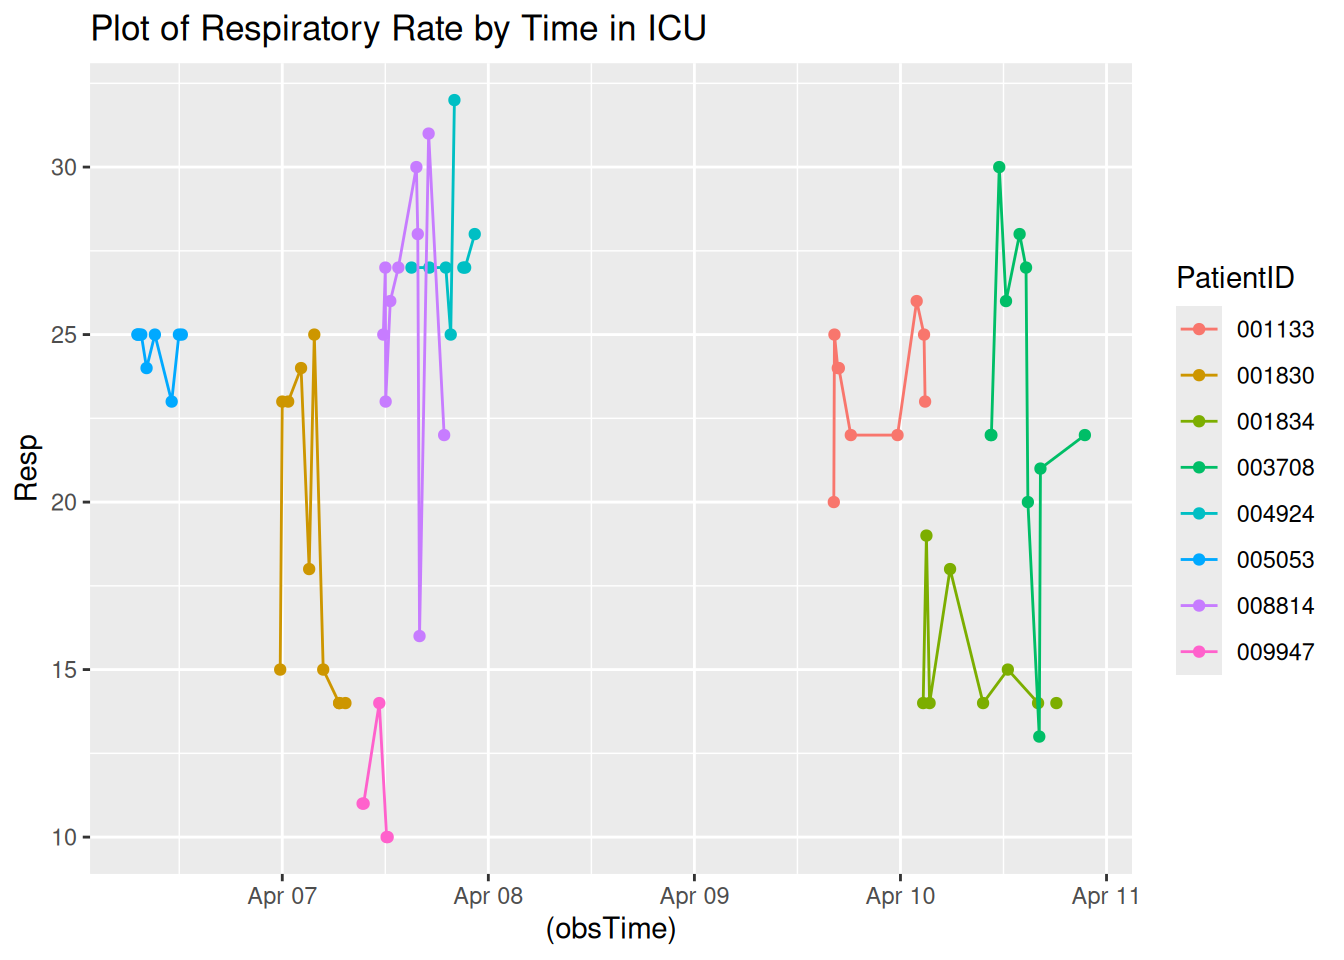 Plot of Respiratory Rate by Time in ICU
Resp
30
25
20
15
10
Apr 07
Apr 08
Apr 09
Apr 10
Apr 11
(obsTime)
PatientID
001133
001830
001834
003708
004924
005053
008814
009947